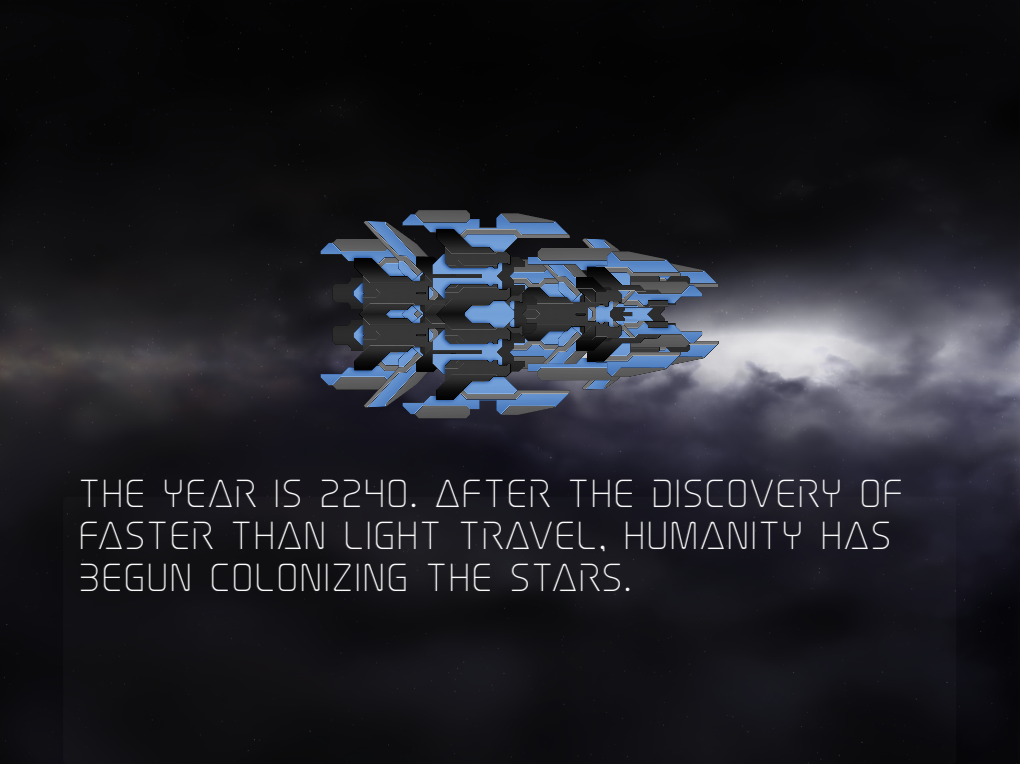 THE YEAR IS 2240. AFTER THE DISCOVERY OF
FASTER THAN LIGHT TRAVEL, HUMANITY HAS
BEGUN COLONIZING THE STARS.